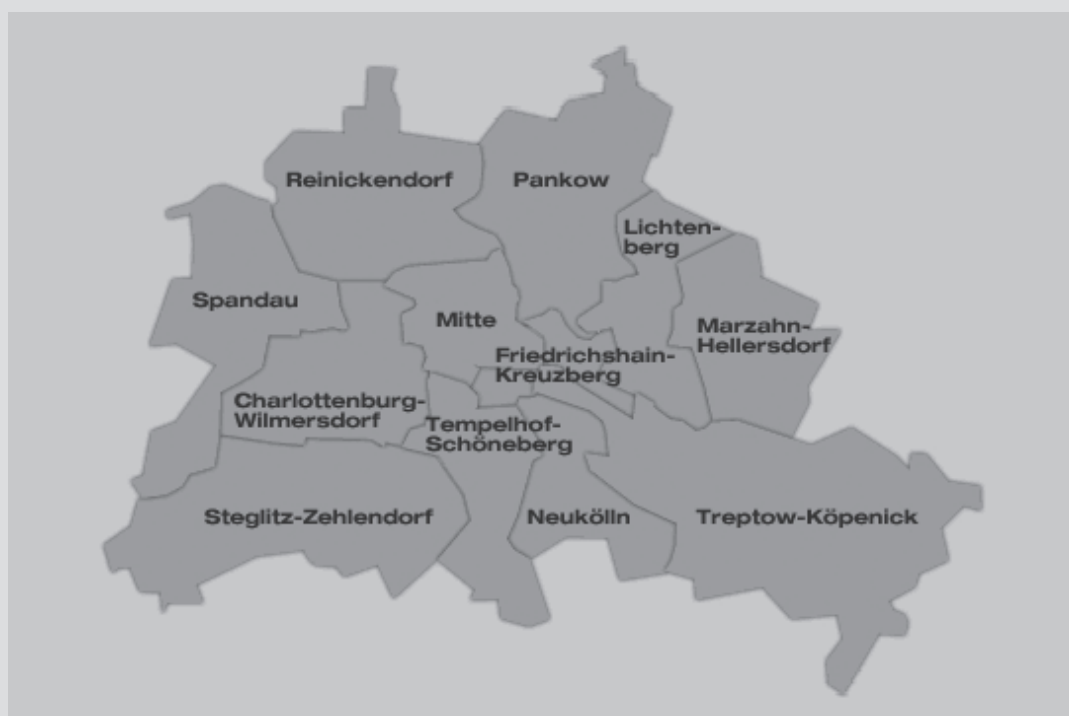 Reinickendorf
Pankow
Lichten-
berg
Spandau
Mitte
Marzahn-
Hellersdorf
Friedrichshain-
Kreuzberg
Charlottenburg-
Wilmersdorf
Tempelhof-
Schöneberg
Steglitz-Zehlendorf
Neukölln
Treptow-Köpenick